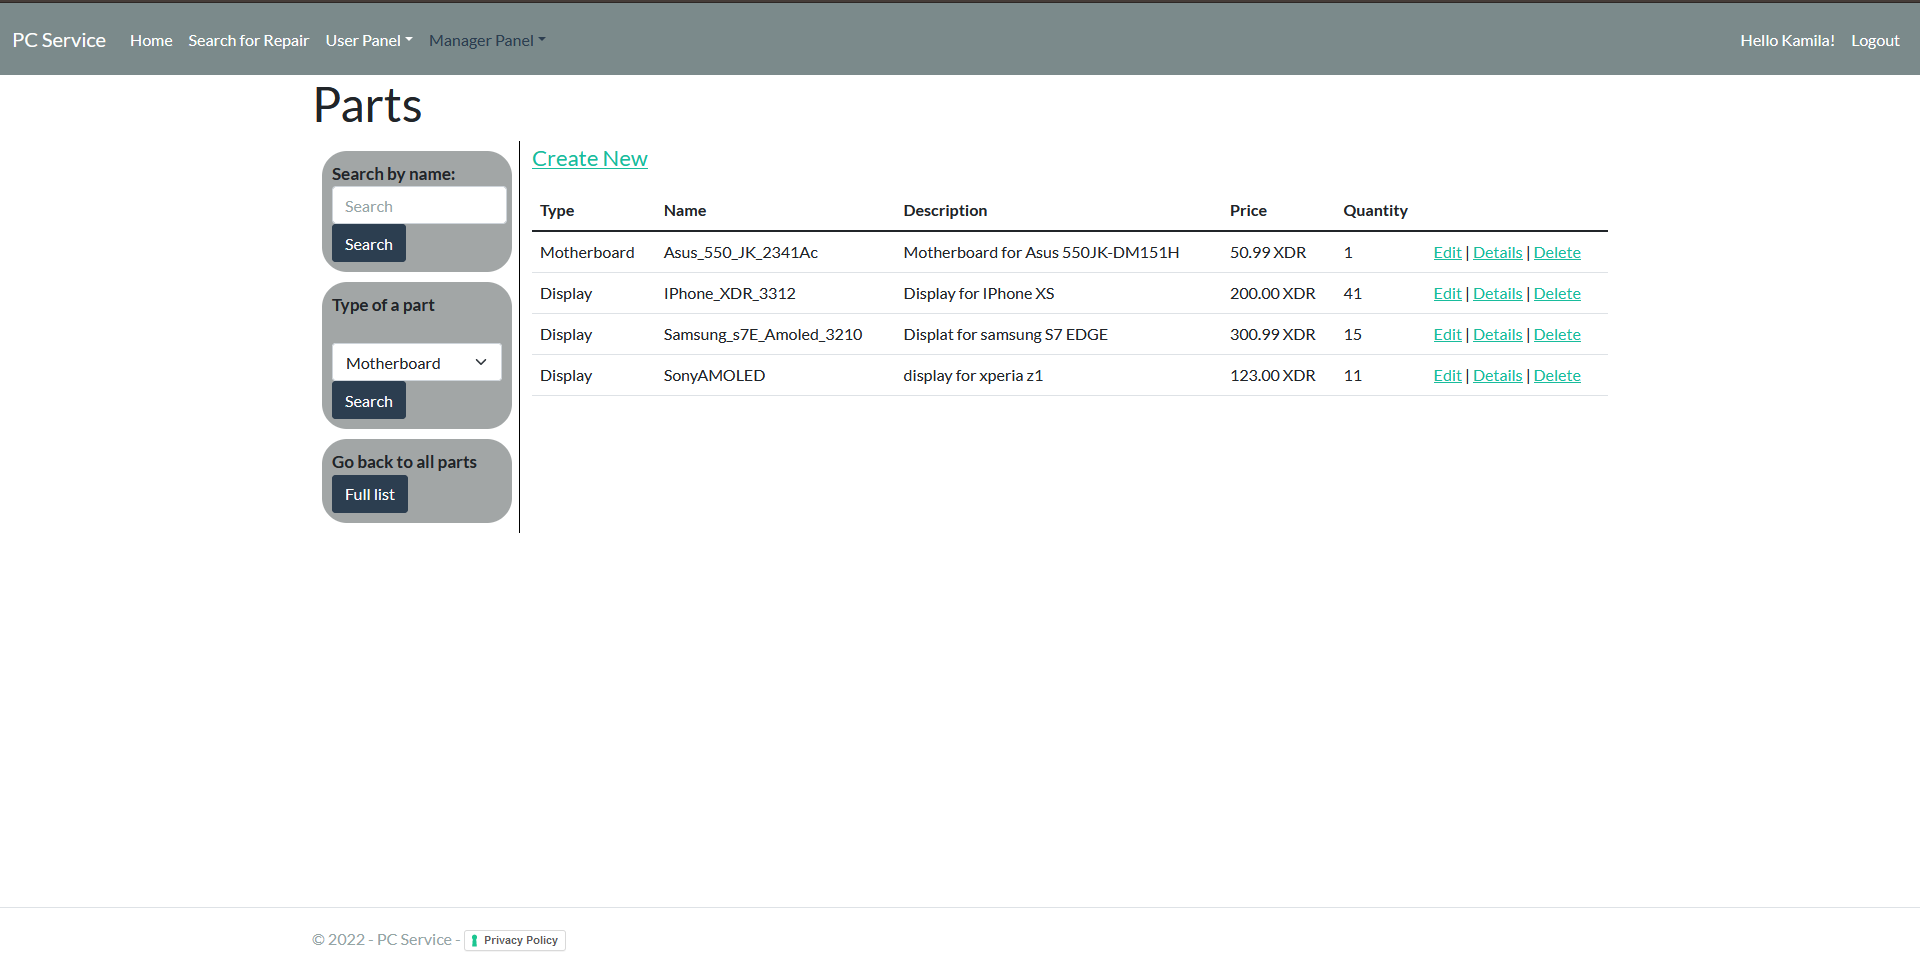 PC Service Home Search for Repair User Panel Manager Panel Hello Kamila! Logout
Parts
Search by name:
Search
Search
Type of a part
Motherboard
Search
Go back to all parts
Full list
Create New
Type Name Description Price Quantity
Motherboard Asus_550_JK_2341Ac Motherboard for Asus 550JK-DM151H 50.99 XDR 1 Edit | Details | Delete
Display IPhone_XDR_3312 Display for IPhone XS 200.00 XDR 41 Edit | Details | Delete
Display Samsung_s7E_Amoled_3210 Displat for samsung S7 EDGE 300.99 XDR 15 Edit | Details | Delete
Display SonyAMOLED display for xperia z1 123.00 XDR 11 Edit | Details | Delete
© 2022 - PC Service - Privacy Policy